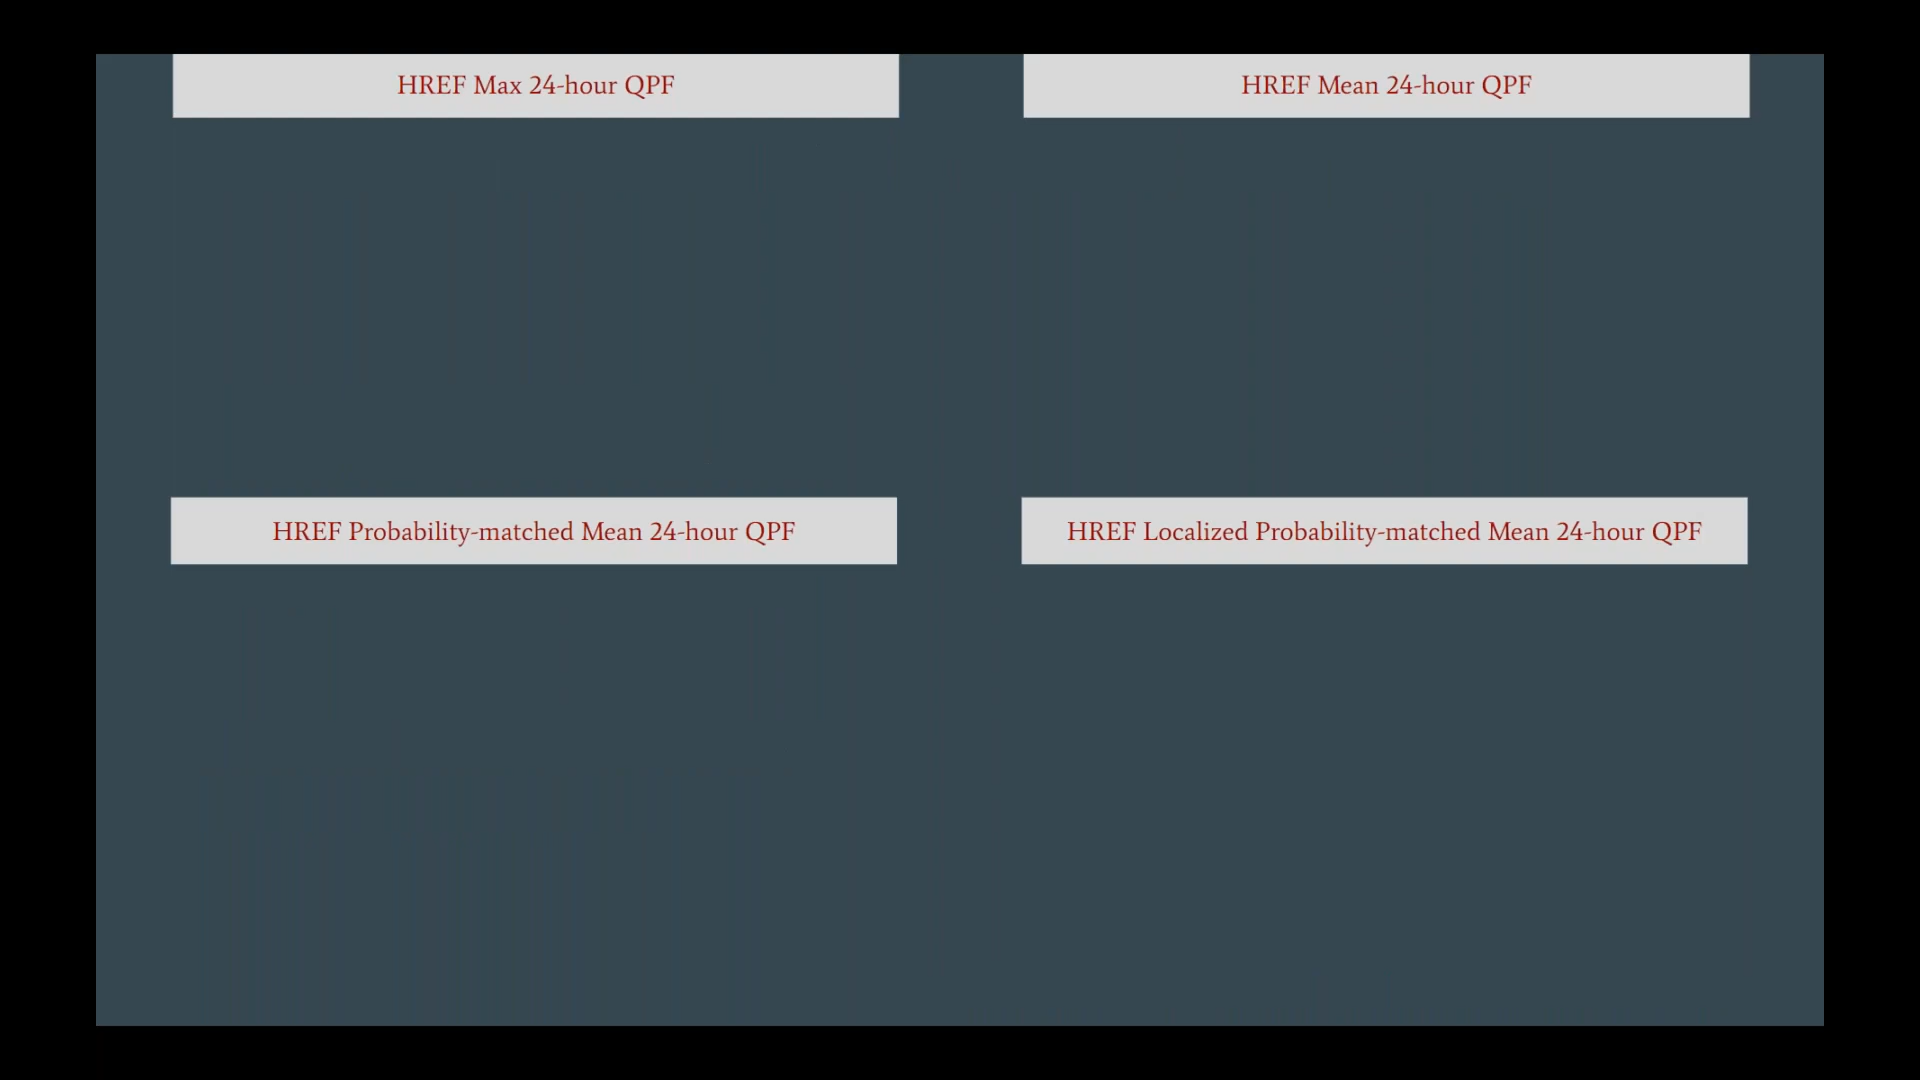 HREF Max 24-hour QPF
HREF Mean 24-hour QPF
HREF Probability-matched Mean 24-hour QPF
HREF Localized Probability-matched Mean 24-hour QPF